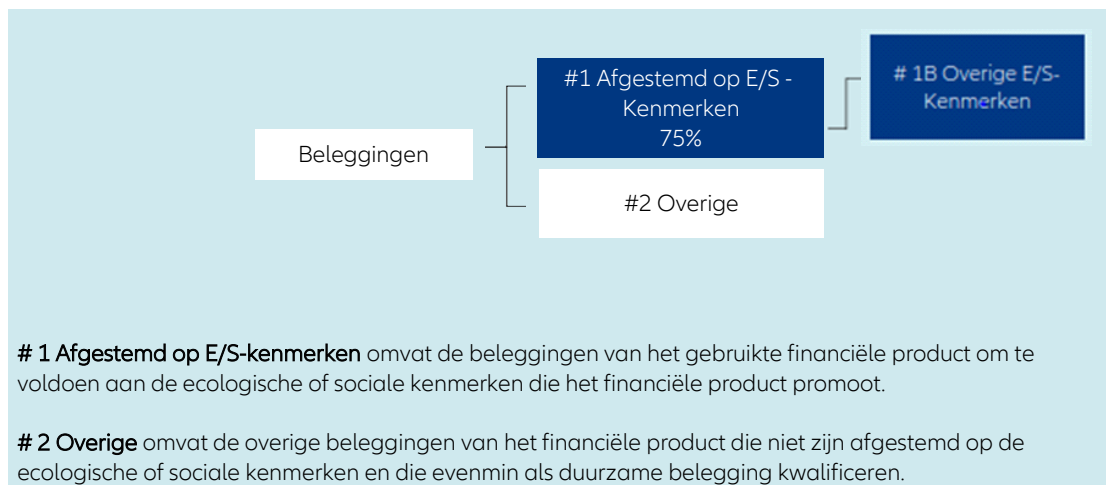 #1 Afgestemd op E/S -
Kenmerken
75%
# 1B Overige E/S-
Kenmerken
Beleggingen
#2 Overige
# 1 Afgestemd op E/S-kenmerken omvat de beleggingen van het gebruikte financiële product om te
voldoen aan de ecologische of sociale kenmerken die het financiële product promoot.
# 2 Overige omvat de overige beleggingen van het financiële product die niet zijn afgestemd op de
ecologische of sociale kenmerken en die evenmin als duurzame belegging kwalificeren.